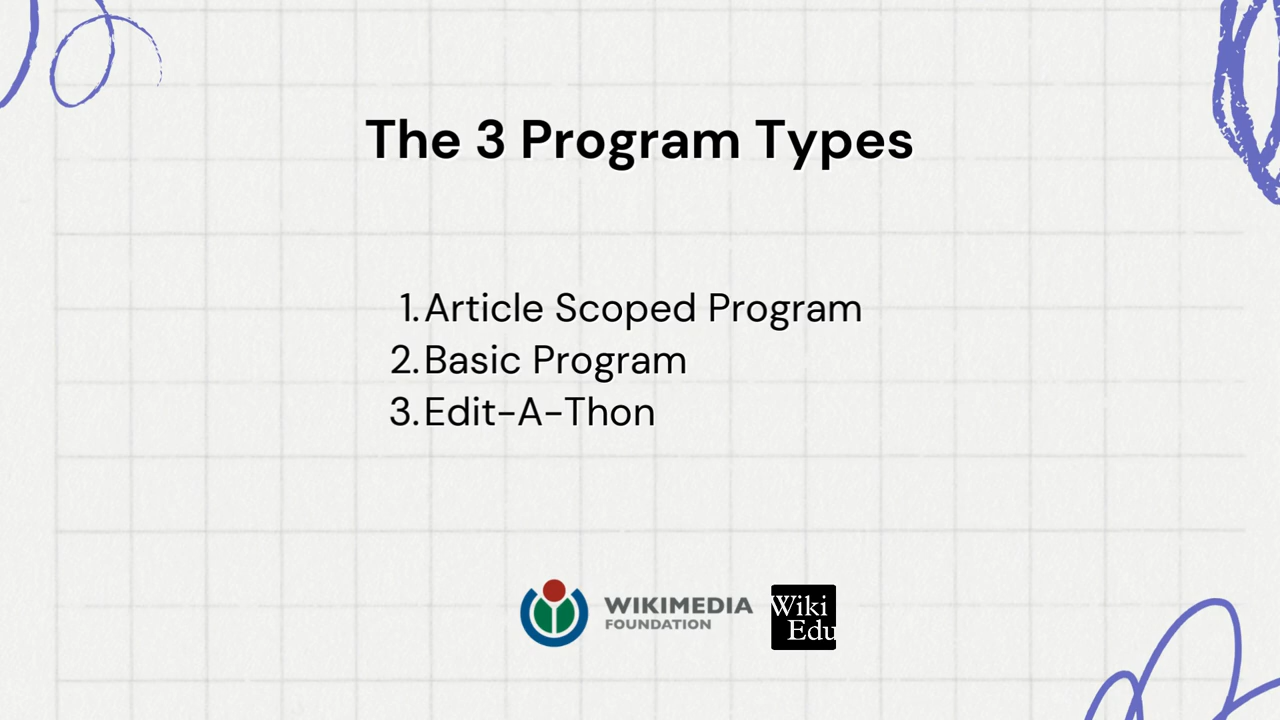 The 3 Program Types
1. Article Scoped Program
2. Basic Program
3. Edit-A-Thon
WIKIMEDIA
FOUNDATION
Wiki
Edu